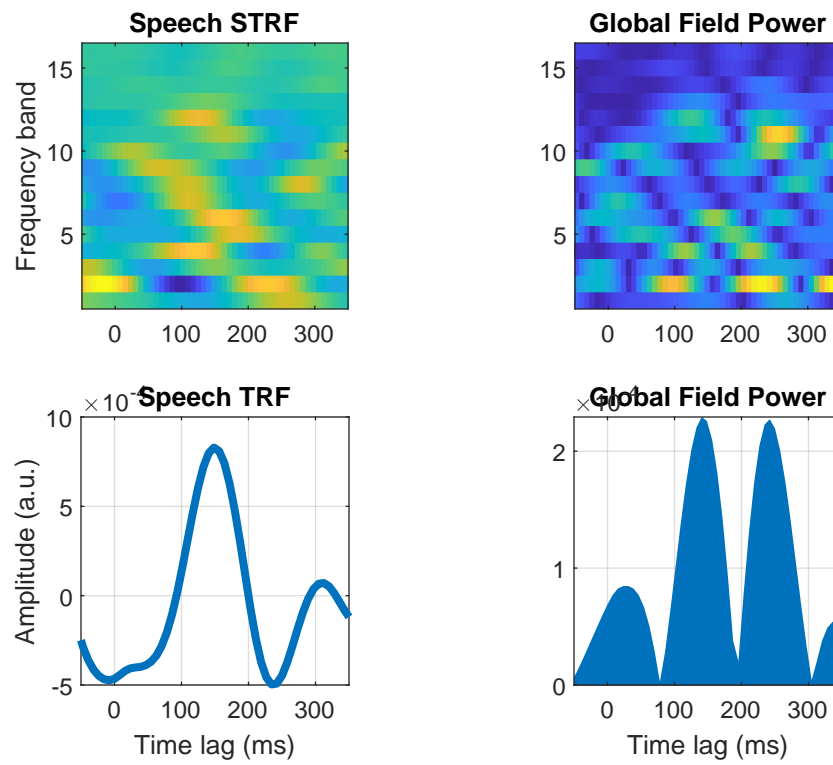 Speech STRF
Frequency band
15
10
5
0 100 200 300
Global Field Power
15
10
5
0 100 200 300
Speech TRF
×10-4
Amplitude (a.u.)
10
5
0
-5
0 100 200 300
Time lag (ms)
Global Field Power
×10-4
2
1
0
0 100 200 300
Time lag (ms)